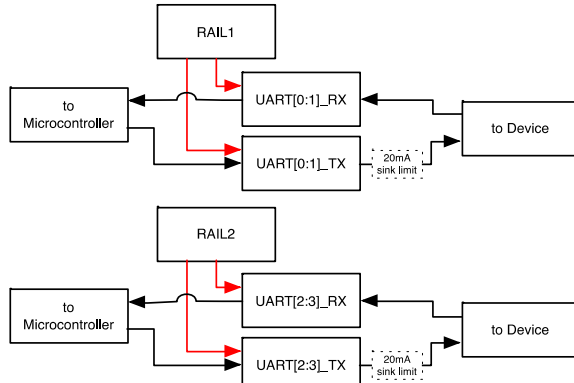 RAIL1
UART[0:1]_RX
to
Microcontroller
to Device
UART[0:1]_TX
20mA
sink limit
RAIL2
UART[2:3]_RX
to
Microcontroller
to Device
UART[2:3]_TX
20mA
sink limit